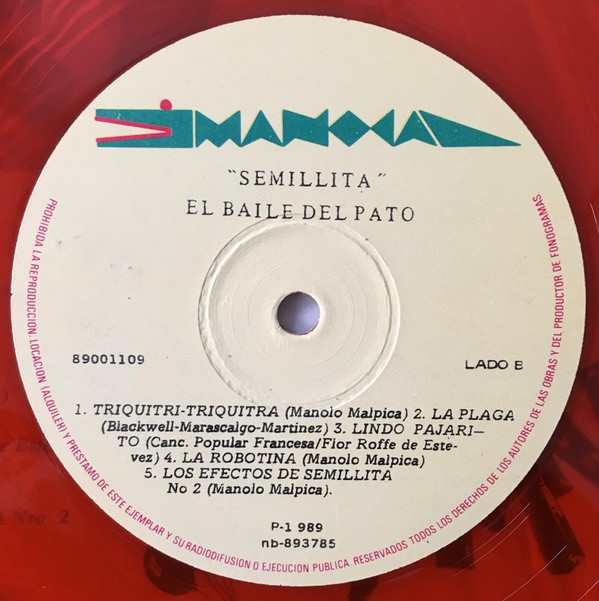 MANOCA
"SEMILLITA"
EL BAILE DEL PATO
89001109
LADO B
1. TRIQUITRI-TRIQUITRA (Manolo Malpica) 2. LA PLAGA
(Blackwell-Marascalgo-Martinez) 3. LINDO PAJARI-
TO (Canc. Popular Francesa/Flor Roffe de Este-
vez) 4. LA ROBOTINA (Manolo Malpica)
5. LOS EFECTOS DE SEMILLITA
No 2 (Manolo Malpica).
P-1 989
nb-893785
PROHIBIDA LA REPRODUCCION, LOCACION (ALQUILER) Y PRESTAMO DE ESTE EJEMPLAR Y SU RADIODIFUSION O EJECUCION PUBLICA. RESERVADOS TODOS LOS DERECHOS DE LOS AUTORES DE LAS OBRAS Y DEL PRODUCTOR DE FONOGRAMAS.
Nro 2